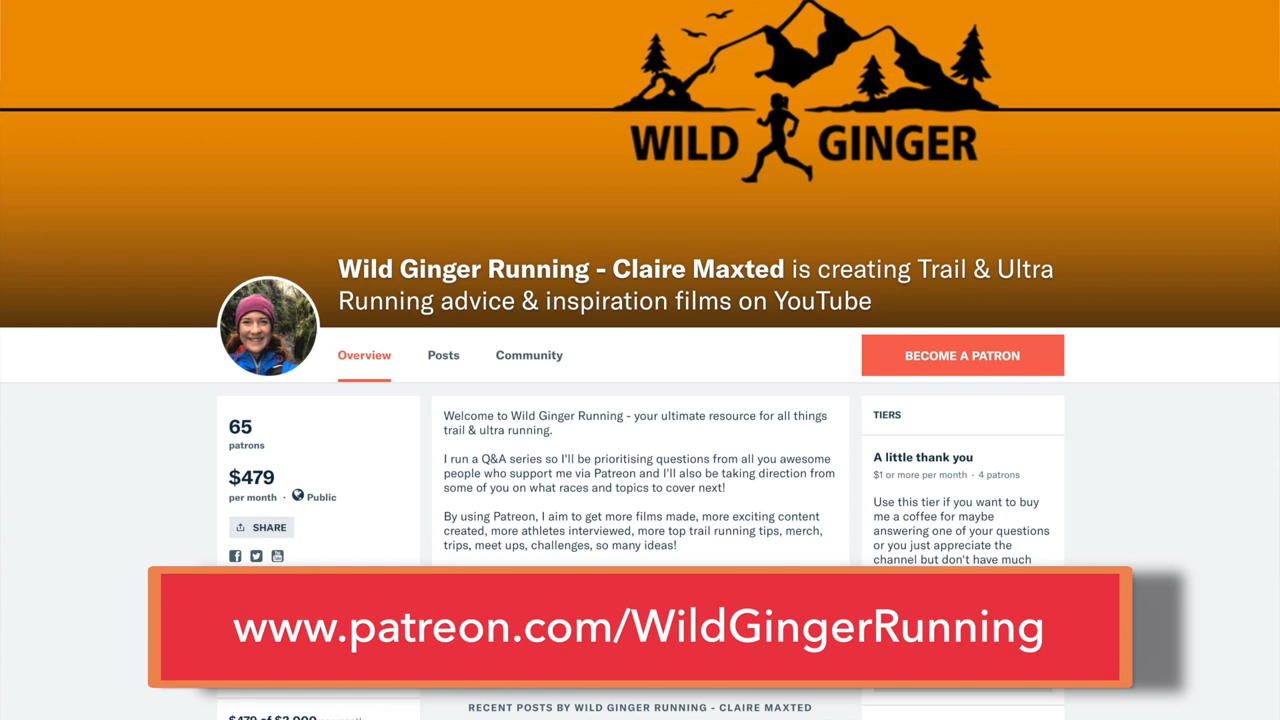 WILD GINGER
Wild Ginger Running - Claire Maxted is creating Trail & Ultra
Running advice & inspiration films on YouTube
Overview
Posts
Community
BECOME A PATRON
65
patrons
$479
per month · Public
SHARE
Welcome to Wild Ginger Running - your ultimate resource for all things
trail & ultra running.
I run a Q&A series so I'll be prioritising questions from all you awesome
people who support me via Patreon and I'll also be taking direction from
some of you on what races and topics to cover next!
By using Patreon, I aim to get more films made, more exciting content
created, more athletes interviewed, more top trail running tips, merch,
trips, meet ups, challenges, so many ideas!
TIERS
A little thank you
$1 or more per month · 4 patrons
Use this tier if you want to buy
me a coffee for maybe
answering one of your questions
or you just appreciate the
channel but don't have much
www.patreon.com/WildGingerRunning
$479 of $2,000 per month
RECENT POSTS BY WILD GINGER RUNNING - CLAIRE MAXTED